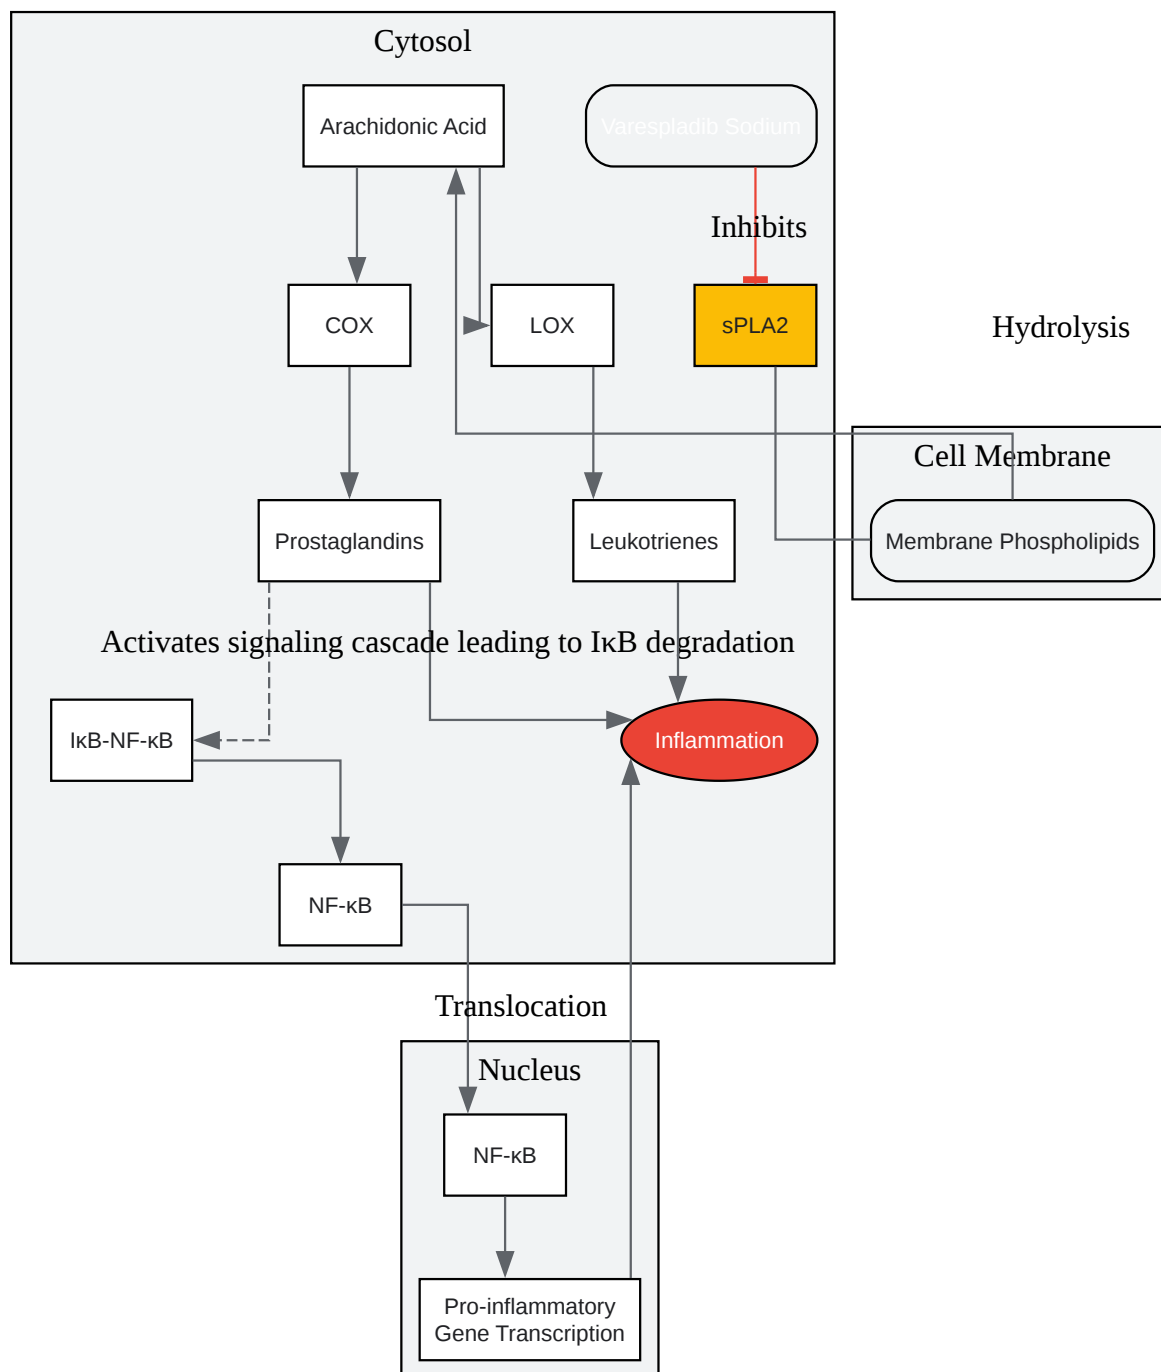 Cytosol
Arachidonic Acid
Varespladib Sodium
Inhibits
COX
LOX
sPLA2
Hydrolysis
Cell Membrane
Prostaglandins
Leukotrienes
Membrane Phospholipids
Activates signaling cascade leading to IκB degradation
IκB-NF-κB
Inflammation
NF-κB
Translocation
Nucleus
NF-κB
Pro-inflammatory
Gene Transcription